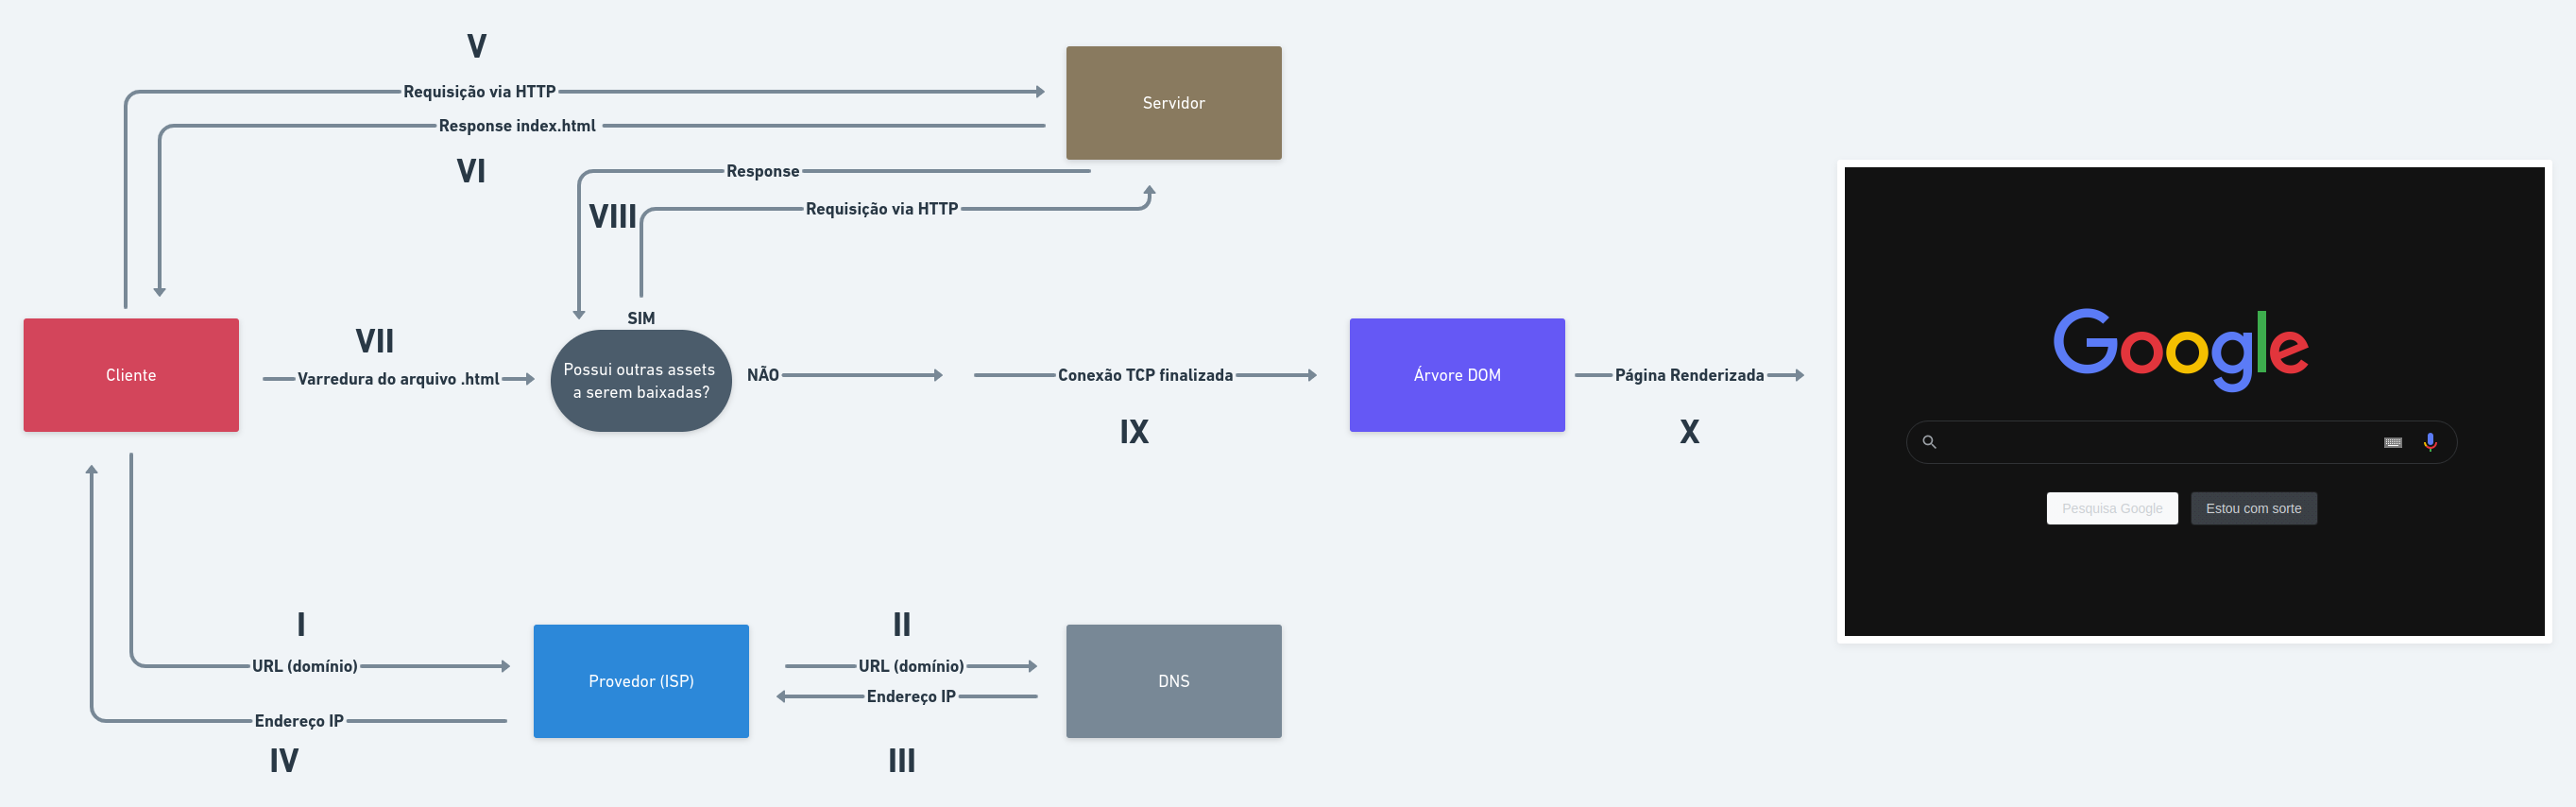 V
Requisição via HTTP
Response index.html
VI
Servidor
Response
VIII
Requisição via HTTP
SIM
Cliente
VII
Varredura do arquivo .html
Possui outras assets
a serem baixadas?
NÃO
Conexão TCP finalizada
IX
Árvore DOM
Página Renderizada
X
Google
Pesquisa Google
Estou com sorte
I
URL (domínio)
Endereço IP
IV
Provedor (ISP)
II
URL (domínio)
Endereço IP
III
DNS